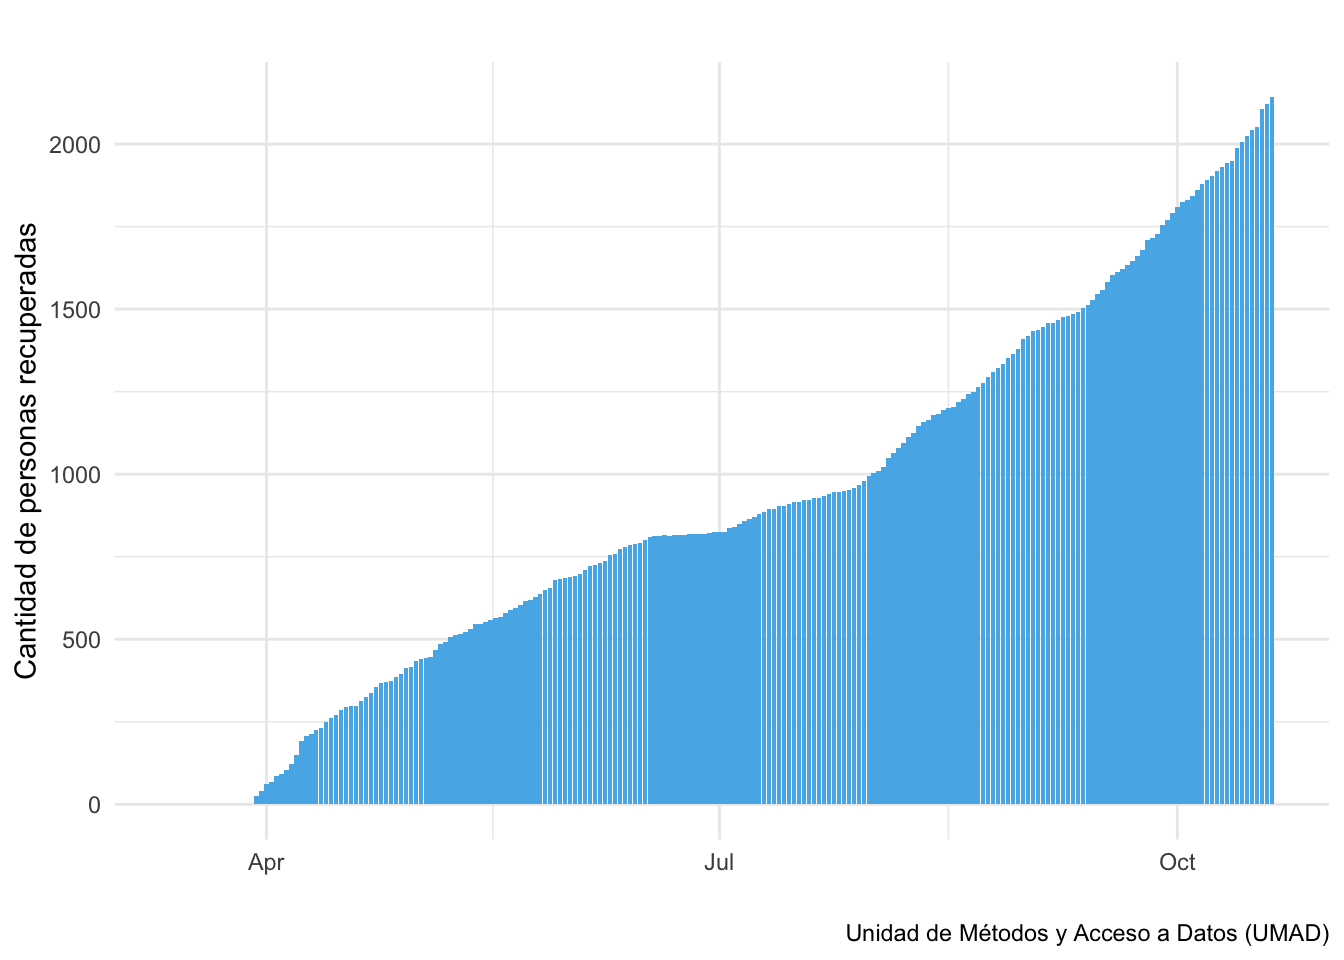 Cantidad de personas recuperadas
2000
1500
1000
500
0
Apr
Jul
Oct
Unidad de Métodos y Acceso a Datos (UMAD)